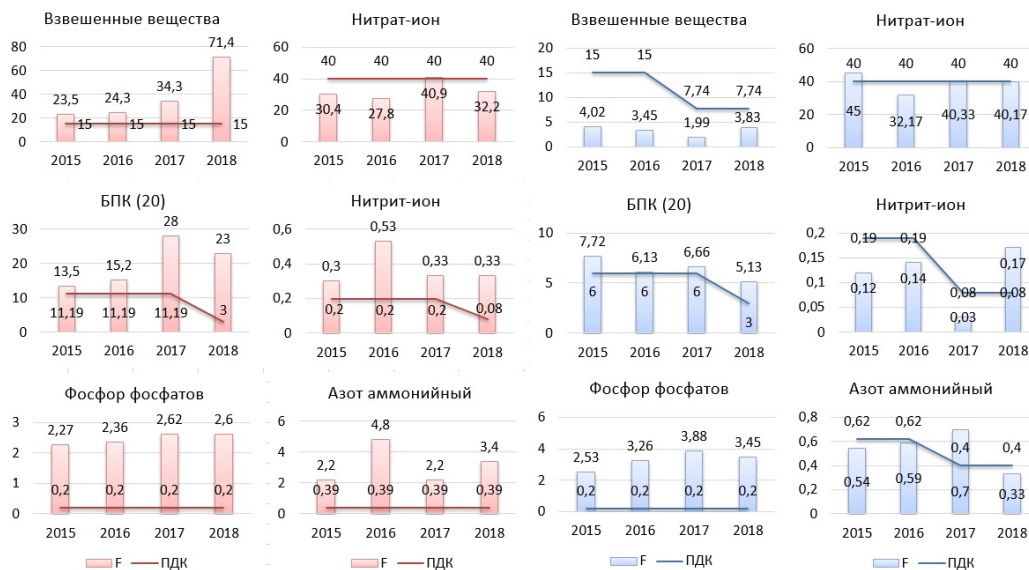 Взвешенные вещества
80
60
40
20
0
23,5 24,3 34,3 71,4
15 15 15 15
2015 2016 2017 2018
Нитрат-ион
60
40
20
0
40 40 40 40
30,4 27,8 40,9 32,2
2015 2016 2017 2018
Взвешенные вещества
20
15
10
5
0
15 15 7,74 7,74
4,02 3,45 1,99 3,83
2015 2016 2017 2018
Нитрат-ион
60
40
20
0
40 40 40 40
45 32,17 40,33 40,17
2015 2016 2017 2018
БПК (20)
30
20
10
0
13,5 15,2 28 23
11,19 11,19 11,19 3
2015 2016 2017 2018
Нитрит-ион
0,6
0,4
0,2
0
0,3 0,53 0,33 0,33
0,2 0,2 0,2 0,08
2015 2016 2017 2018
БПК (20)
10
5
0
7,72 6,13 6,66 5,13
6 6 6 3
2015 2016 2017 2018
Нитрит-ион
0,2
0,15
0,1
0,05
0
0,19 0,19 0,08 0,08
0,12 0,14 0,03 0,17
2015 2016 2017 2018
Фосфор фосфатов
3
2
1
0
2,27 2,36 2,62 2,6
0,2 0,2 0,2 0,2
2015 2016 2017 2018
F ПДК
Азот аммонийный
6
4
2
0
2,2 4,8 2,2 3,4
0,39 0,39 0,39 0,39
2015 2016 2017 2018
F ПДК
Фосфор фосфатов
6
4
2
0
2,53 3,26 3,88 3,45
0,2 0,2 0,2 0,2
2015 2016 2017 2018
F ПДК
Азот аммонийный
0,8
0,6
0,4
0,2
0
0,62 0,62 0,4 0,4
0,54 0,59 0,7 0,33
2015 2016 2017 2018
F ПДК